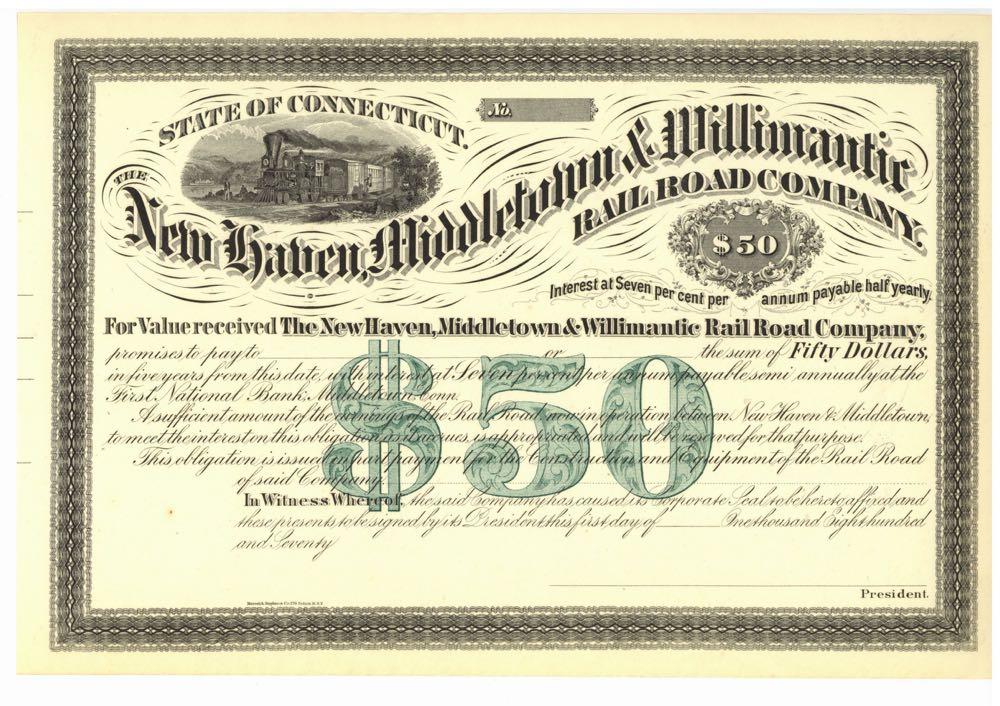 STATE OF CONNECTICUT.
No.
THE
New Haven, Middletown & Willimantic
RAIL ROAD COMPANY.
$50
Interest at Seven per cent per annum payable half yearly.
For Value received The New Haven, Middletown & Willimantic Rail Road Company,
promises to pay to or the sum of Fifty Dollars,
in five years from this date, with interest at Seven per cent per annum payable semi annually at the
First National Bank, Middletown, Conn.
A sufficient amount of the earnings of the Rail Road now in operation between New Haven & Middletown,
to meet the interest on this obligation as it accrues is appropriated and will be reserved for that purpose.
This obligation is issued in part payment for the Construction and Equipment of the Rail Road
of said Company.
In Witness Whereof, the said Company has caused its Corporate Seal to be hereto affixed and
these presents to be signed by its President this first day of One thousand Eight hundred
and Seventy
$50
President.